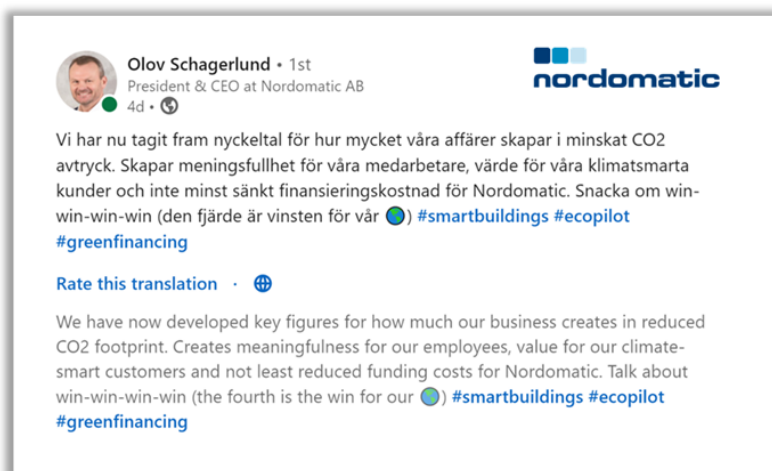 Olov Schagerlund • 1st
nordomatic
President & CEO at Nordomatic AB
4d •
Vi har nu tagit fram nyckeltal för hur mycket våra affärer skapar i minskat CO2
avtryck. Skapar meningsfullhet för våra medarbetare, värde för våra klimatsmarta
kunder och inte minst sänkt finansieringskostnad för Nordomatic. Snacka om win-
win-win-win (den fjärde är vinsten för vår 🌍) #smartbuildings #ecopilot
#greenfinancing
Rate this translation ·
We have now developed key figures for how much our business creates in reduced
CO2 footprint. Creates meaningfulness for our employees, value for our climate-
smart customers and not least reduced funding costs for Nordomatic. Talk about
win-win-win-win (the fourth is the win for our 🌍) #smartbuildings #ecopilot
#greenfinancing